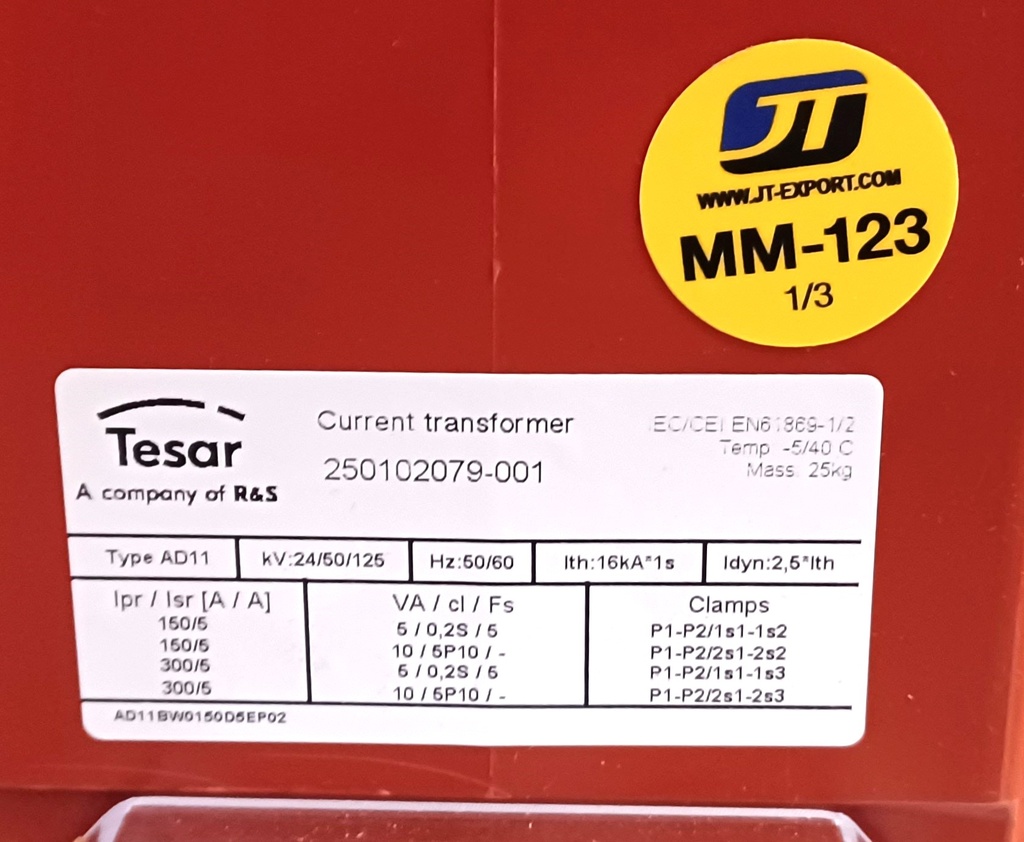 JT
WWW.JT-EXPORT.COM
MM-123
1/3
Tesar
A company of R&S
Current transformer
250102079-001
IEC/CEI EN61869-1/2
Temp -5/40 C
Mass 25kg
Type AD11 kV:24/50/125 Hz:50/60 Ith:16kA*1s Idyn:2,5*Ith
Ipr / Isr [A / A] VA / cl / Fs Clamps
150/5 5 / 0,2S / 5 P1-P2/1s1-1s2
150/5 10 / 5P10 / - P1-P2/2s1-2s2
300/5 5 / 0,2S / 5 P1-P2/1s1-1s3
300/5 10 / 5P10 / - P1-P2/2s1-2s3
AD11BW0150D5EP02